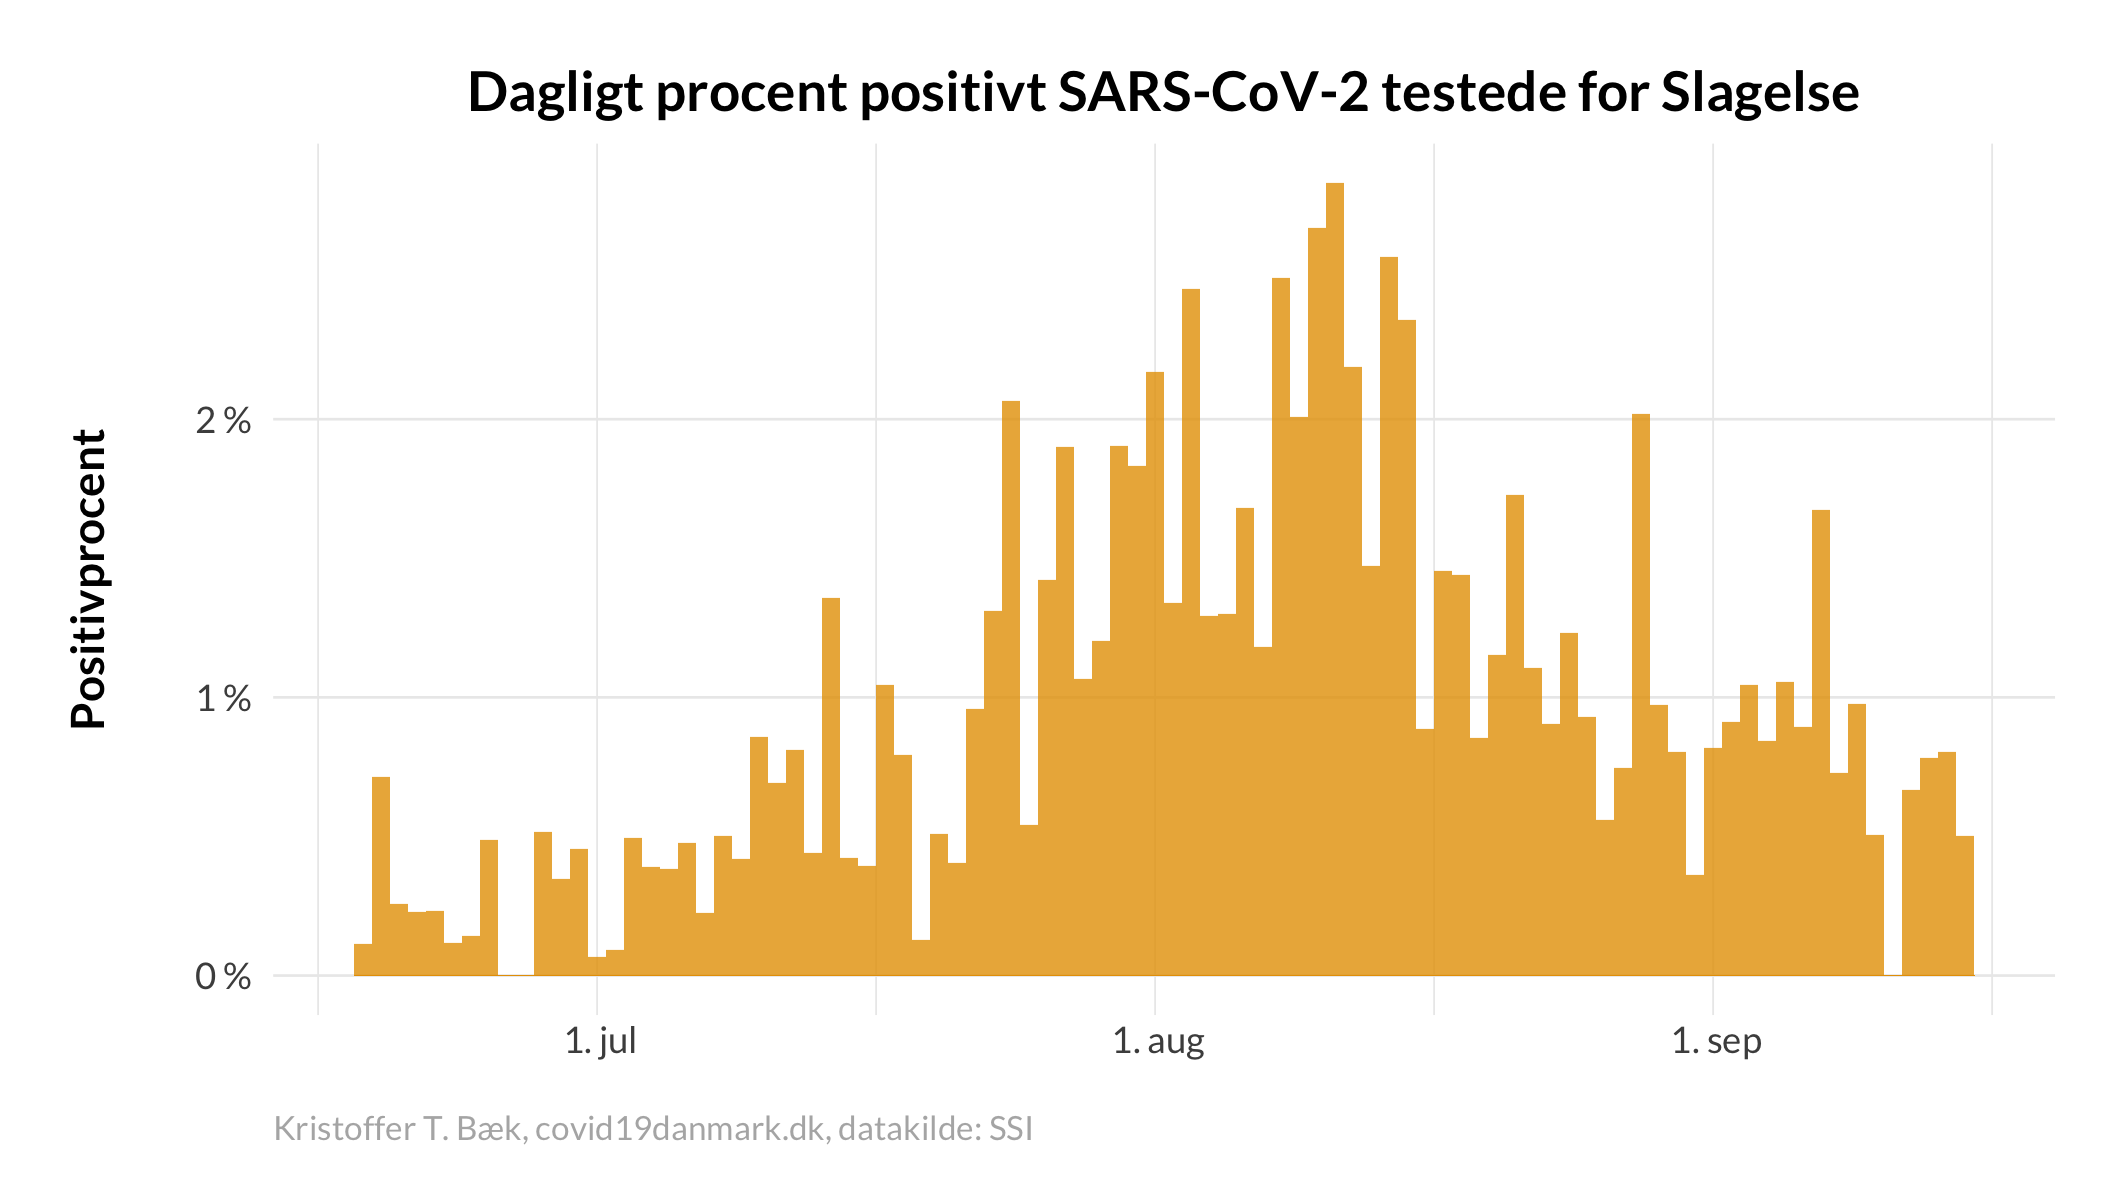 Dagligt procent positivt SARS-CoV-2 testede for Slagelse
Positivprocent
2 %
1 %
0 %
1. jul
1. aug
1. sep
Kristoffer T. Bæk, covid19danmark.dk, datakilde: SSI